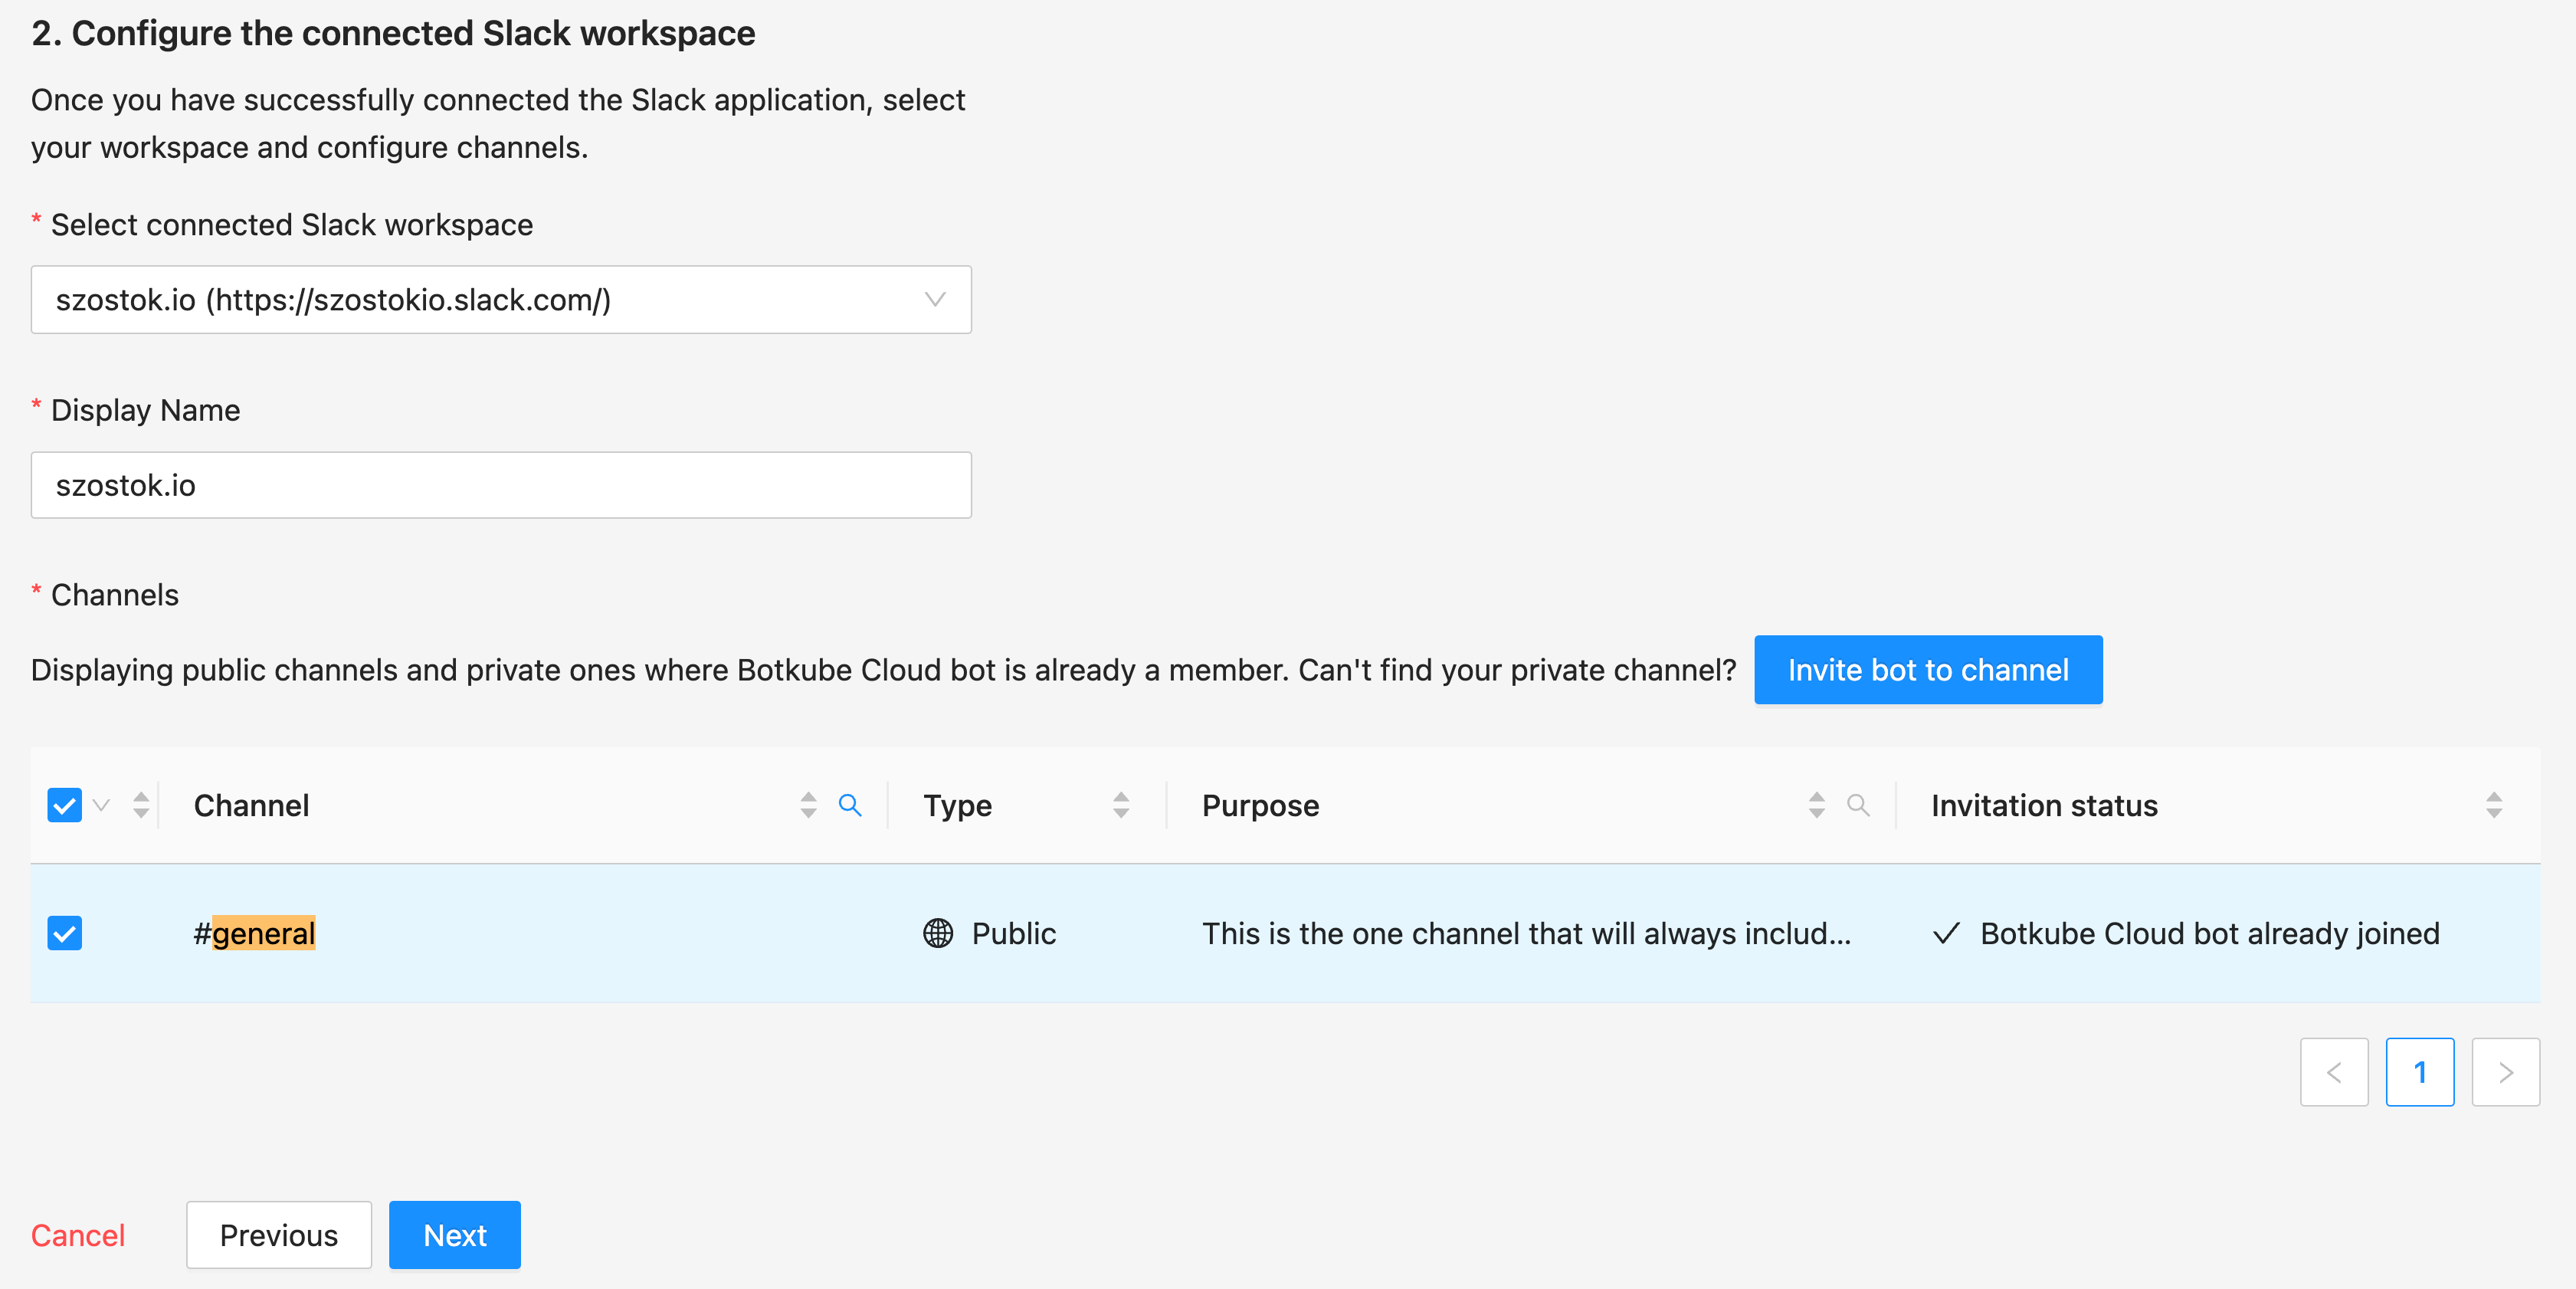 2. Configure the connected Slack workspace
Once you have successfully connected the Slack application, select
your workspace and configure channels.
* Select connected Slack workspace
szostok.io (https://szostokio.slack.com/)
* Display Name
szostok.io
* Channels
Displaying public channels and private ones where Botkube Cloud bot is already a member. Can't find your private channel? Invite bot to channel
Channel Type Purpose Invitation status
#general Public This is the one channel that will always includ... Botkube Cloud bot already joined
< 1 >
Cancel Previous Next